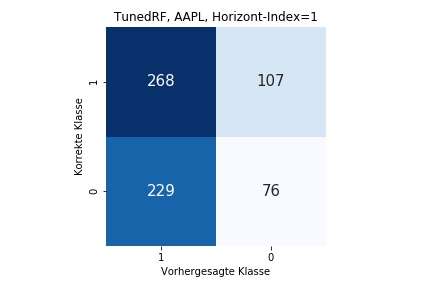 TunedRF, AAPL, Horizont-Index=1
Korrekte Klasse
1
268
107
0
229
76
1
0
Vorhergesagte Klasse